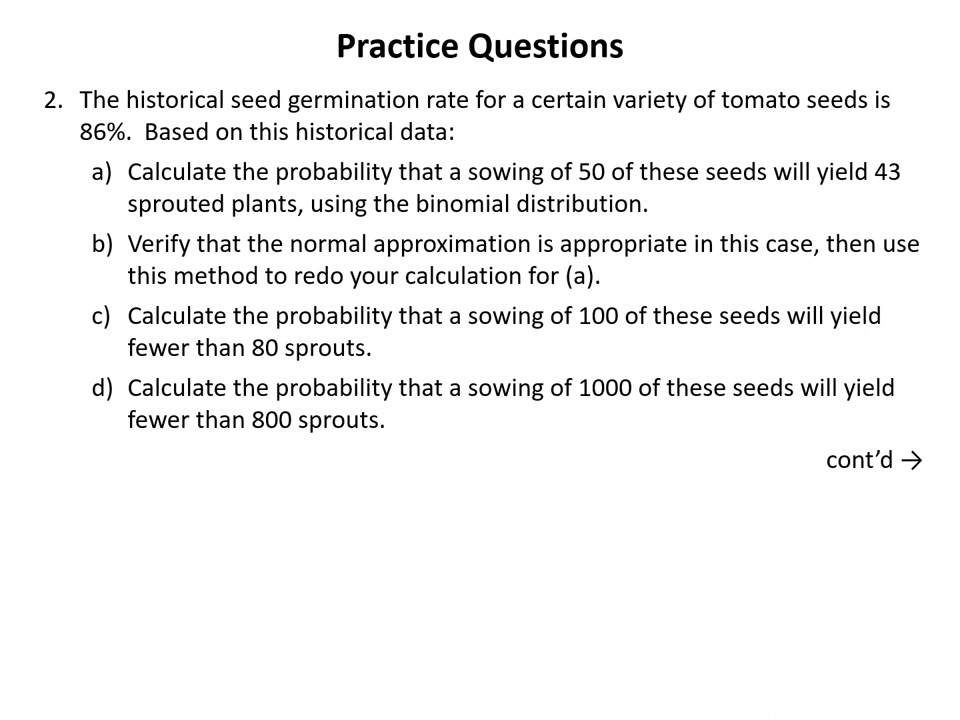 Practice Questions
2. The historical seed germination rate for a certain variety of tomato seeds is
86%. Based on this historical data:
a) Calculate the probability that a sowing of 50 of these seeds will yield 43
sprouted plants, using the binomial distribution.
b) Verify that the normal approximation is appropriate in this case, then use
this method to redo your calculation for (a).
c) Calculate the probability that a sowing of 100 of these seeds will yield
fewer than 80 sprouts.
d) Calculate the probability that a sowing of 1000 of these seeds will yield
fewer than 800 sprouts.
cont’d →